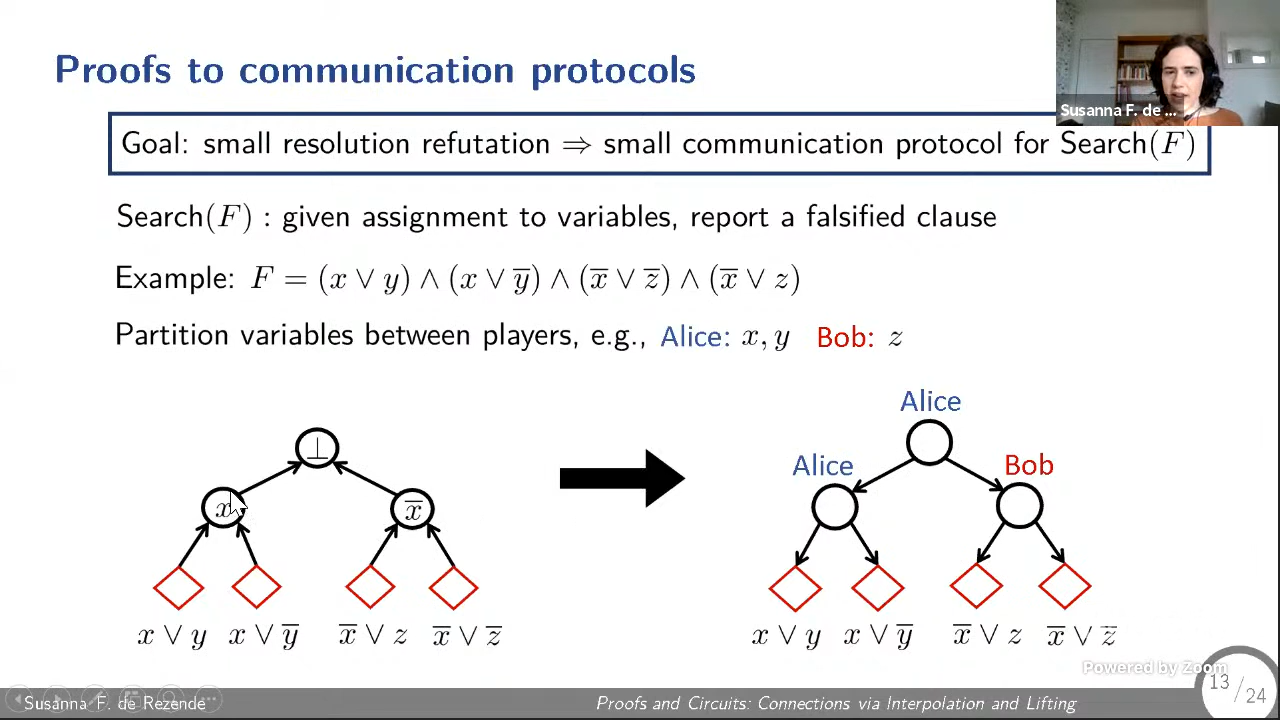 Proofs to communication protocols
Susanna F. de ...
Goal: small resolution refutation ⇒ small communication protocol for Search(F)
Search(F) : given assignment to variables, report a falsified clause
Example: F = (x ∨ y) ∧ (x ∨ y̅) ∧ (x̅ ∨ z̅) ∧ (x̅ ∨ z)
Partition variables between players, e.g., Alice: x, y Bob: z
Alice
⊥
Alice Bob
x x̅
x ∨ y x ∨ y̅ x̅ ∨ z x̅ ∨ z̅ x ∨ y x ∨ y̅ x̅ ∨ z x̅ ∨ z̅
Powered by Zoom
Susanna F. de Rezende Proofs and Circuits: Connections via Interpolation and Lifting 13/24